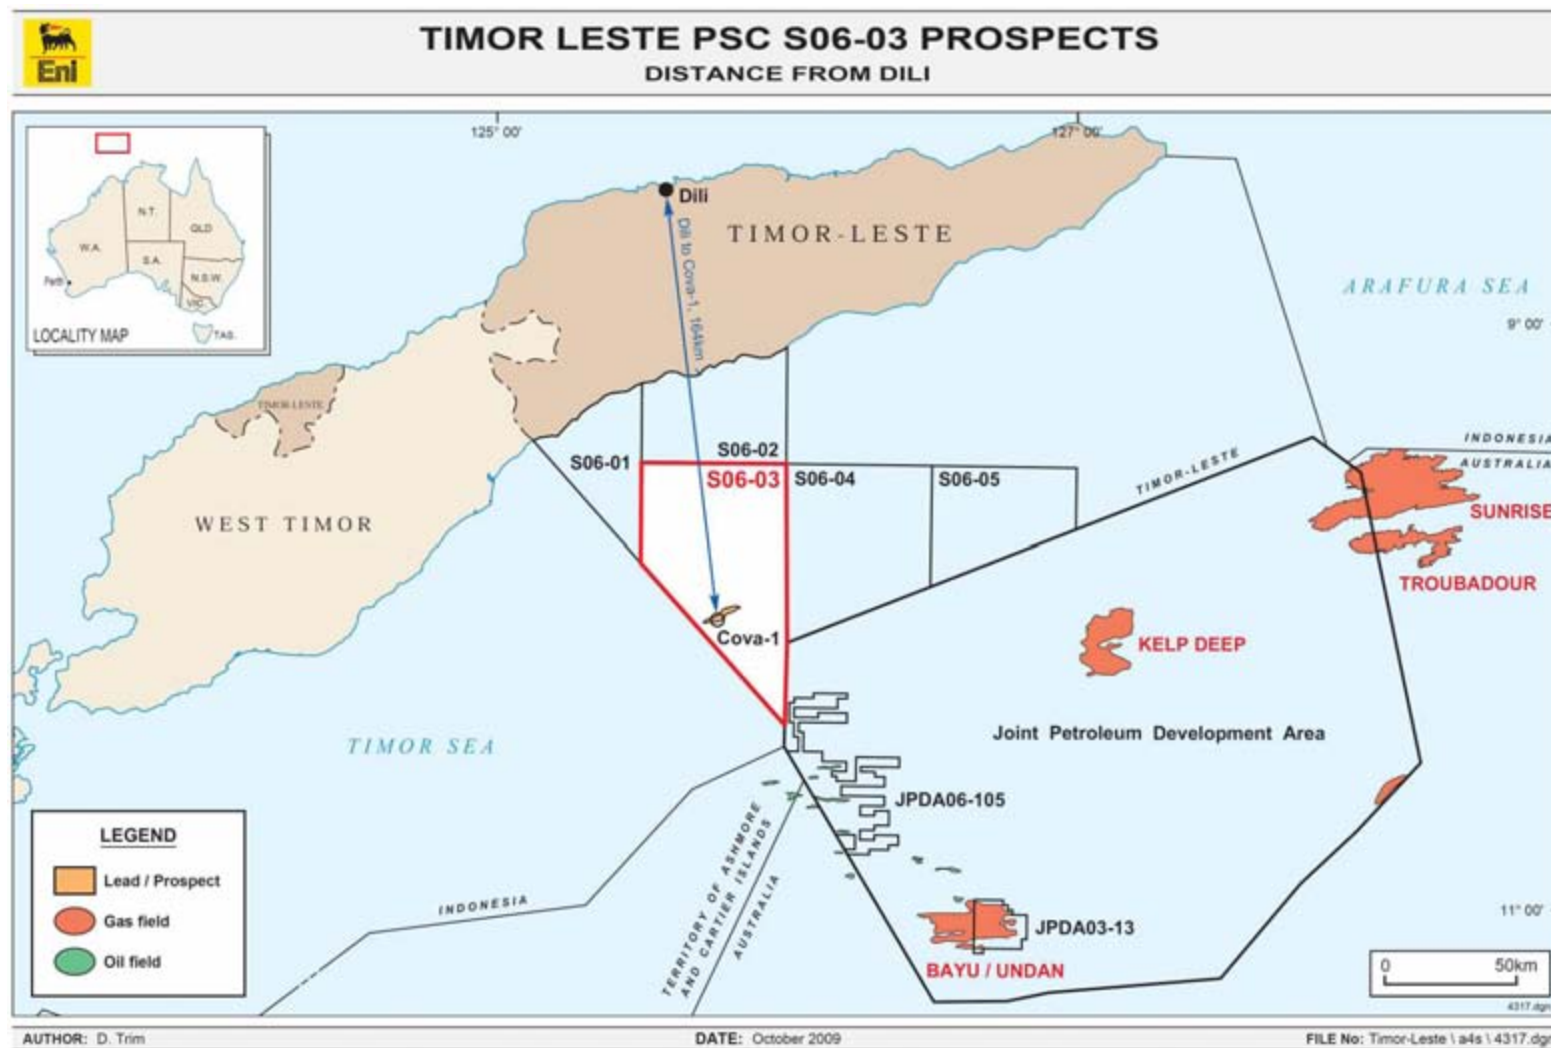 Eni
TIMOR LESTE PSC S06-03 PROSPECTS
DISTANCE FROM DILI
125° 00'
127° 00'
N.T.
QLD
W.A.
S.A.
N.S.W.
VIC.
Perth
TAS.
LOCALITY MAP
Dili
Dili to Cova-1, 164km
TIMOR-LESTE
ARAFURA SEA
9° 00'
TIMOR-LESTE
WEST TIMOR
S06-01
S06-02
S06-03
S06-04
S06-05
TIMOR-LESTE
INDONESIA
AUSTRALIA
SUNRISE
TROUBADOUR
Cova-1
KELP DEEP
Joint Petroleum Development Area
TIMOR SEA
JPDA06-105
TERRITORY OF ASHMORE
AND CARTIER ISLANDS
AUSTRALIA
INDONESIA
11° 00'
JPDA03-13
BAYU / UNDAN
LEGEND
Lead / Prospect
Gas field
Oil field
0 50km
4317.dgn
AUTHOR: D. Trim
DATE: October 2009
FILE No: Timor-Leste \ a4s \ 4317.dgn